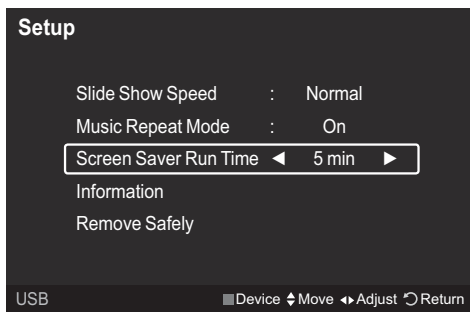 Setup
Slide Show Speed : Normal
Music Repeat Mode : On
Screen Saver Run Time ◀ 5 min ▶
Information
Remove Safely
USB Device Move Adjust Return